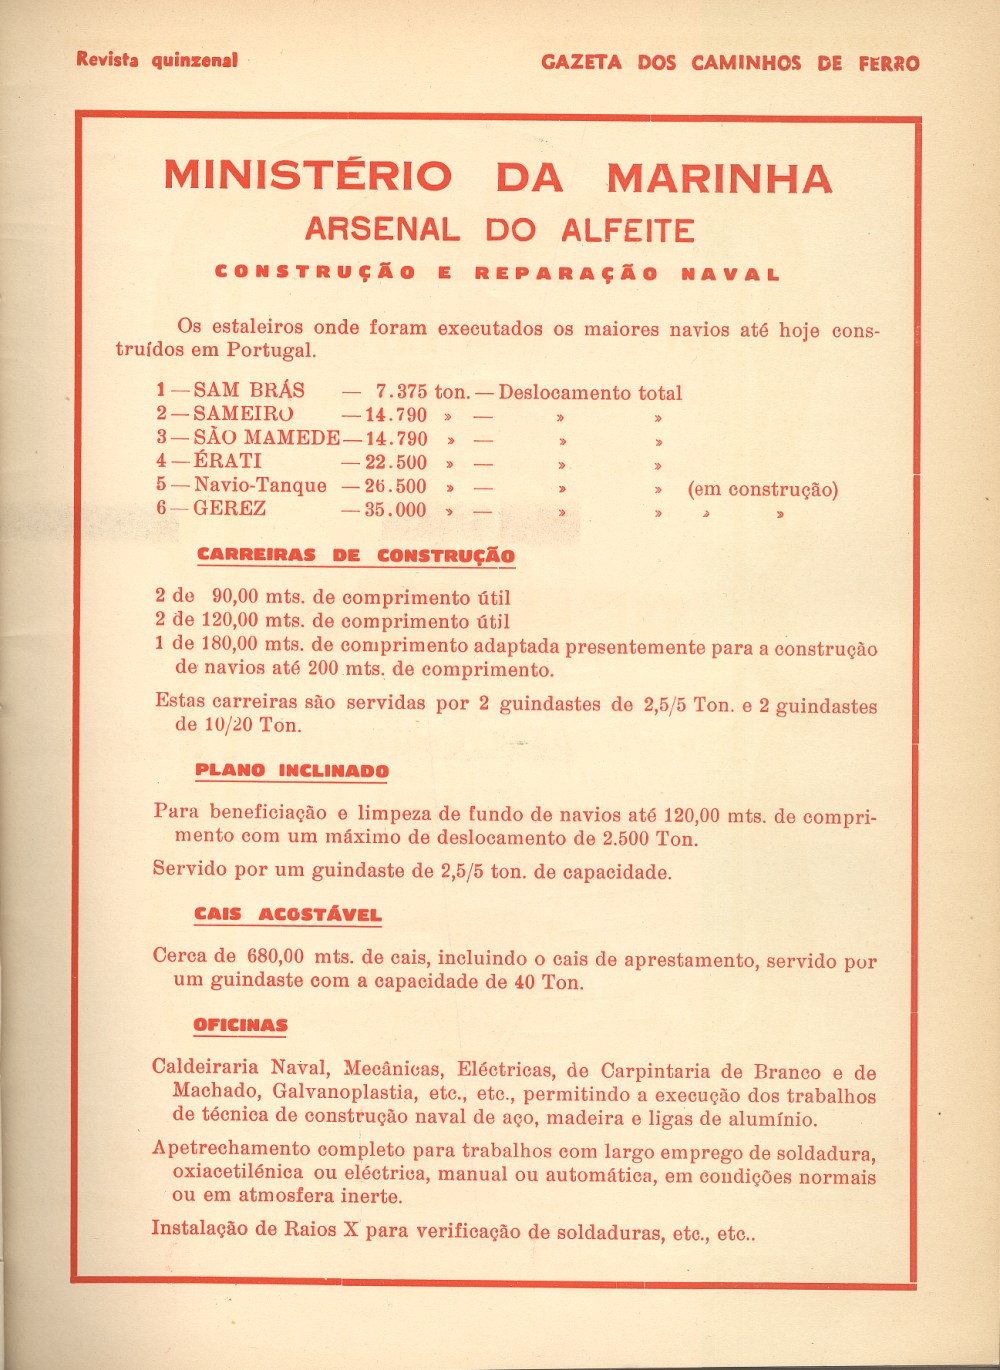 Revista quinzenal GAZETA DOS CAMINHOS DE FERRO
MINISTÉRIO DA MARINHA
ARSENAL DO ALFEITE
CONSTRUÇÃO E REPARAÇÃO NAVAL
Os estaleiros onde foram executados os maiores navios até hoje cons-
truídos em Portugal.
1 — SAM BRÁS — 7.375 ton. — Deslocamento total
2 — SAMEIRO — 14.790 » — » »
3 — SÃO MAMEDE — 14.790 » — » »
4 — ÉRATI — 22.500 » — » »
5 — Navio-Tanque — 26.500 » — » » (em construção)
6 — GEREZ — 35.000 » — » » » »
CARREIRAS DE CONSTRUÇÃO
2 de 90,00 mts. de comprimento útil
2 de 120,00 mts. de comprimento útil
1 de 180,00 mts. de comprimento adaptada presentemente para a construção
de navios até 200 mts. de comprimento.
Estas carreiras são servidas por 2 guindastes de 2,5/5 Ton. e 2 guindastes
de 10/20 Ton.
PLANO INCLINADO
Para beneficiação e limpeza de fundo de navios até 120,00 mts. de compri-
mento com um máximo de deslocamento de 2.500 Ton.
Servido por um guindaste de 2,5/5 ton. de capacidade.
CAIS ACOSTÁVEL
Cerca de 680,00 mts. de cais, incluindo o cais de aprestamento, servido por
um guindaste com a capacidade de 40 Ton.
OFICINAS
Caldeiraria Naval, Mecânicas, Eléctricas, de Carpintaria de Branco e de
Machado, Galvanoplastia, etc., etc., permitindo a execução dos trabalhos
de técnica de construção naval de aço, madeira e ligas de alumínio.
Apetrechamento completo para trabalhos com largo emprego de soldadura,
oxiacetilénica ou eléctrica, manual ou automática, em condições normais
ou em atmosfera inerte.
Instalação de Raios X para verificação de soldaduras, etc., etc..